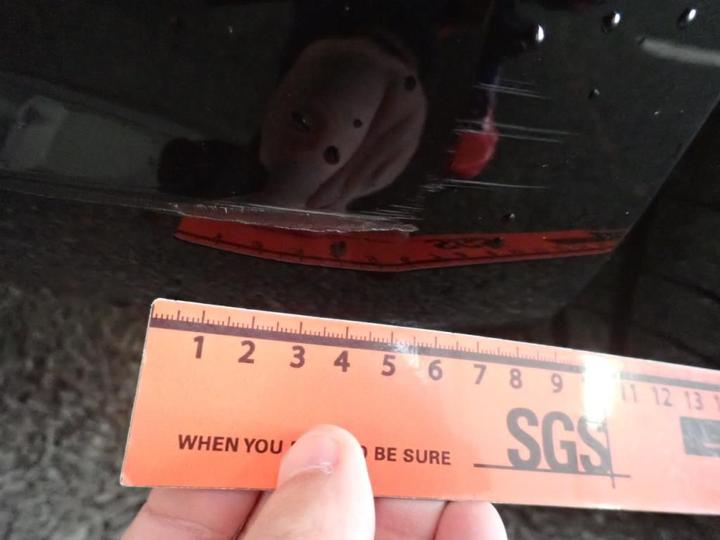 1 2 3 4 5 6 7 8 9 11 12 13
WHEN YOU BE SURE
SGS